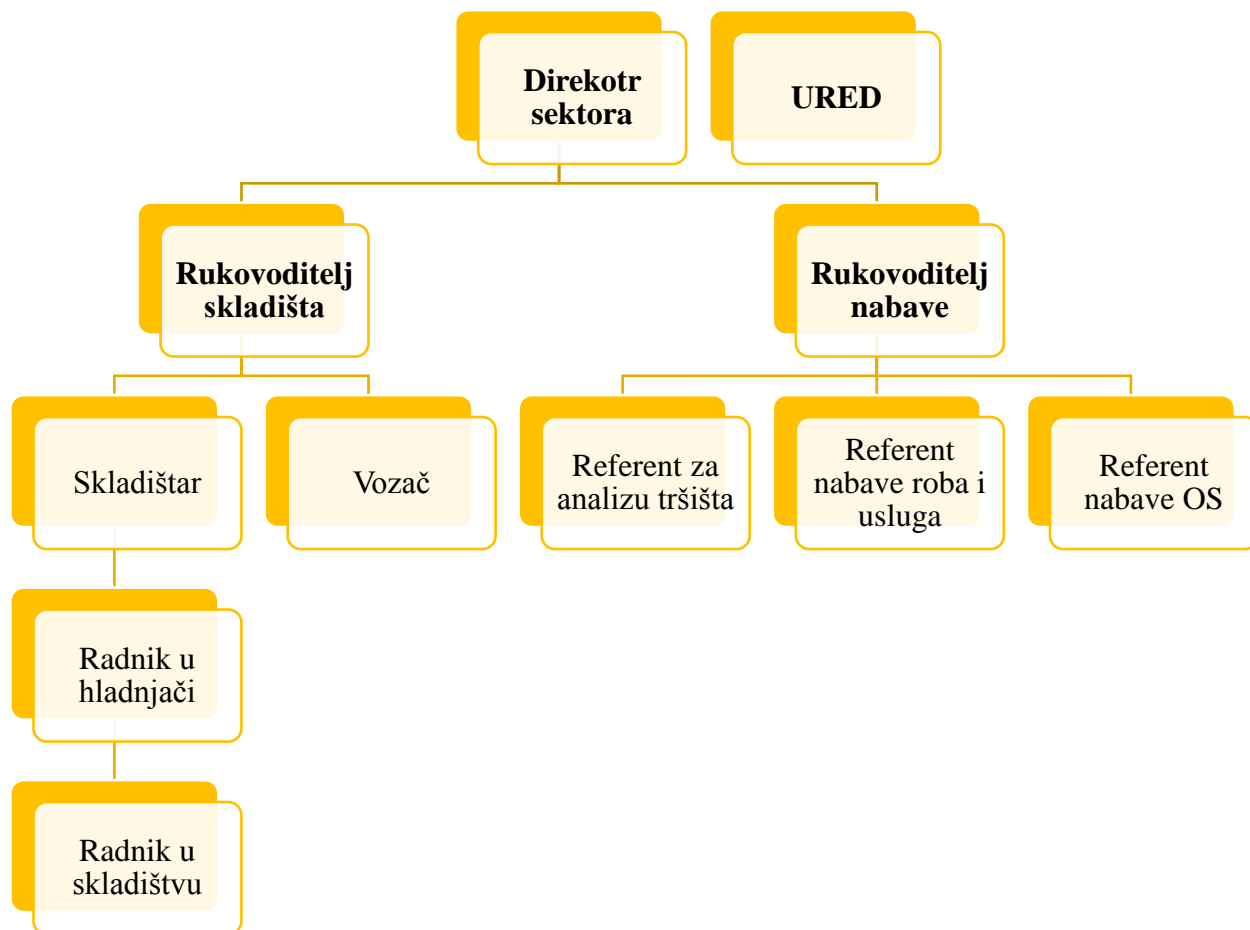 Direkotr
sektora
URED
Rukovoditelj
skladišta
Rukovoditelj
nabave
Skladištar
Vozač
Referent za
analizu tršišta
Referent
nabave roba i
usluga
Referent
nabave OS
Radnik u
hladnjači
Radnik u
skladištvu